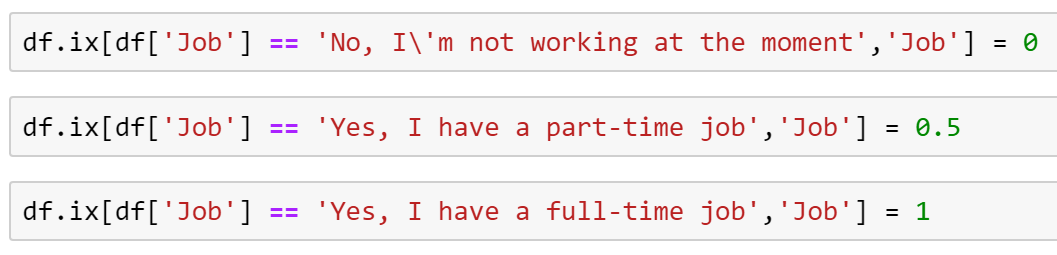 df.ix[df['Job'] == 'No, I\'m not working at the moment','Job'] = 0
df.ix[df['Job'] == 'Yes, I have a part-time job','Job'] = 0.5
df.ix[df['Job'] == 'Yes, I have a full-time job','Job'] = 1